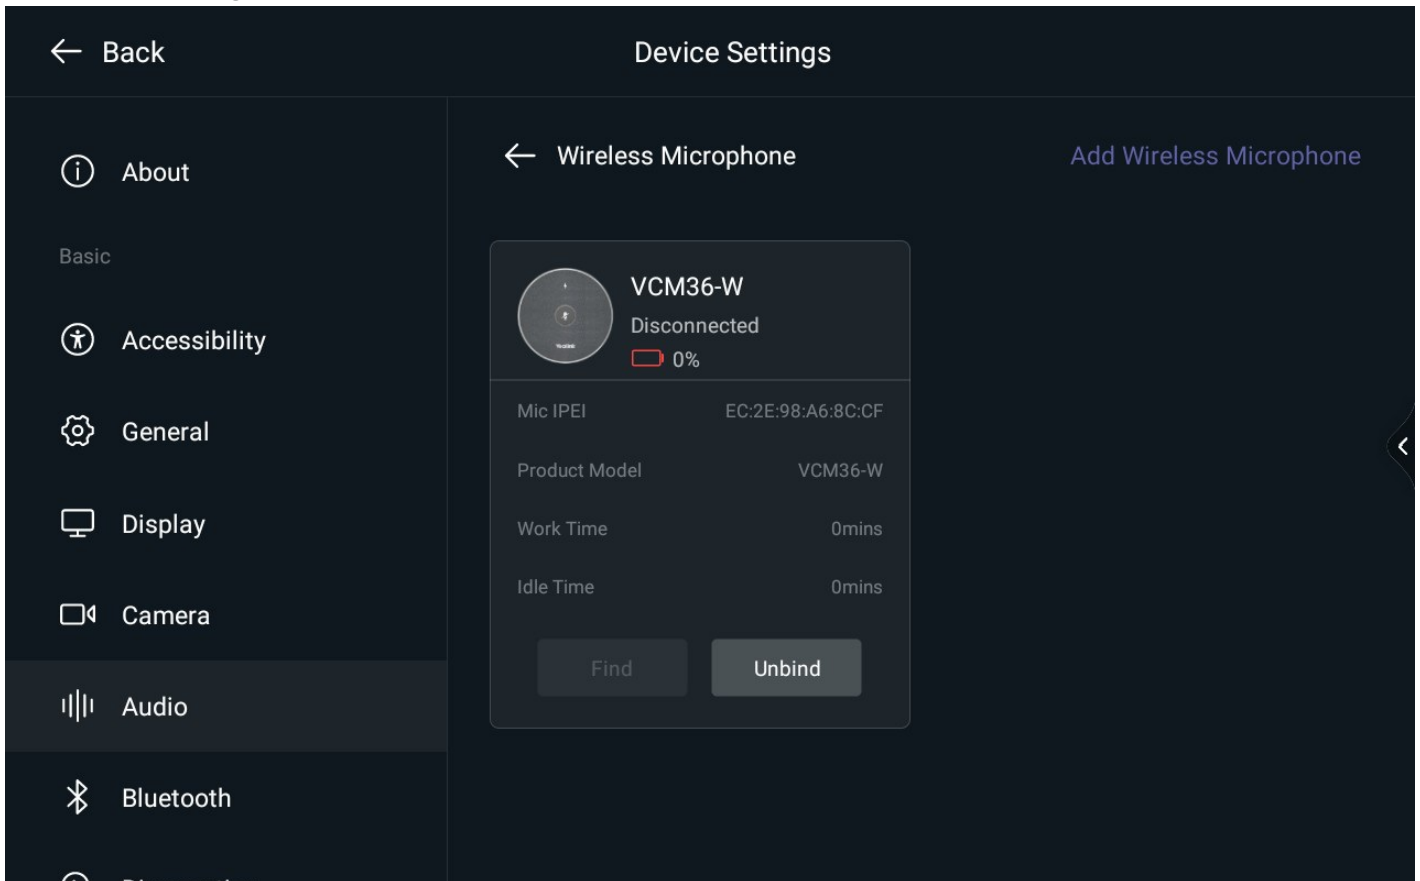 Back
Device Settings
About
Basic
Accessibility
General
Display
Camera
Audio
Bluetooth
Wireless Microphone
Add Wireless Microphone
VCM36-W
Disconnected
0%
Mic IPEI EC:2E:98:A6:8C:CF
Product Model VCM36-W
Work Time 0mins
Idle Time 0mins
Find
Unbind